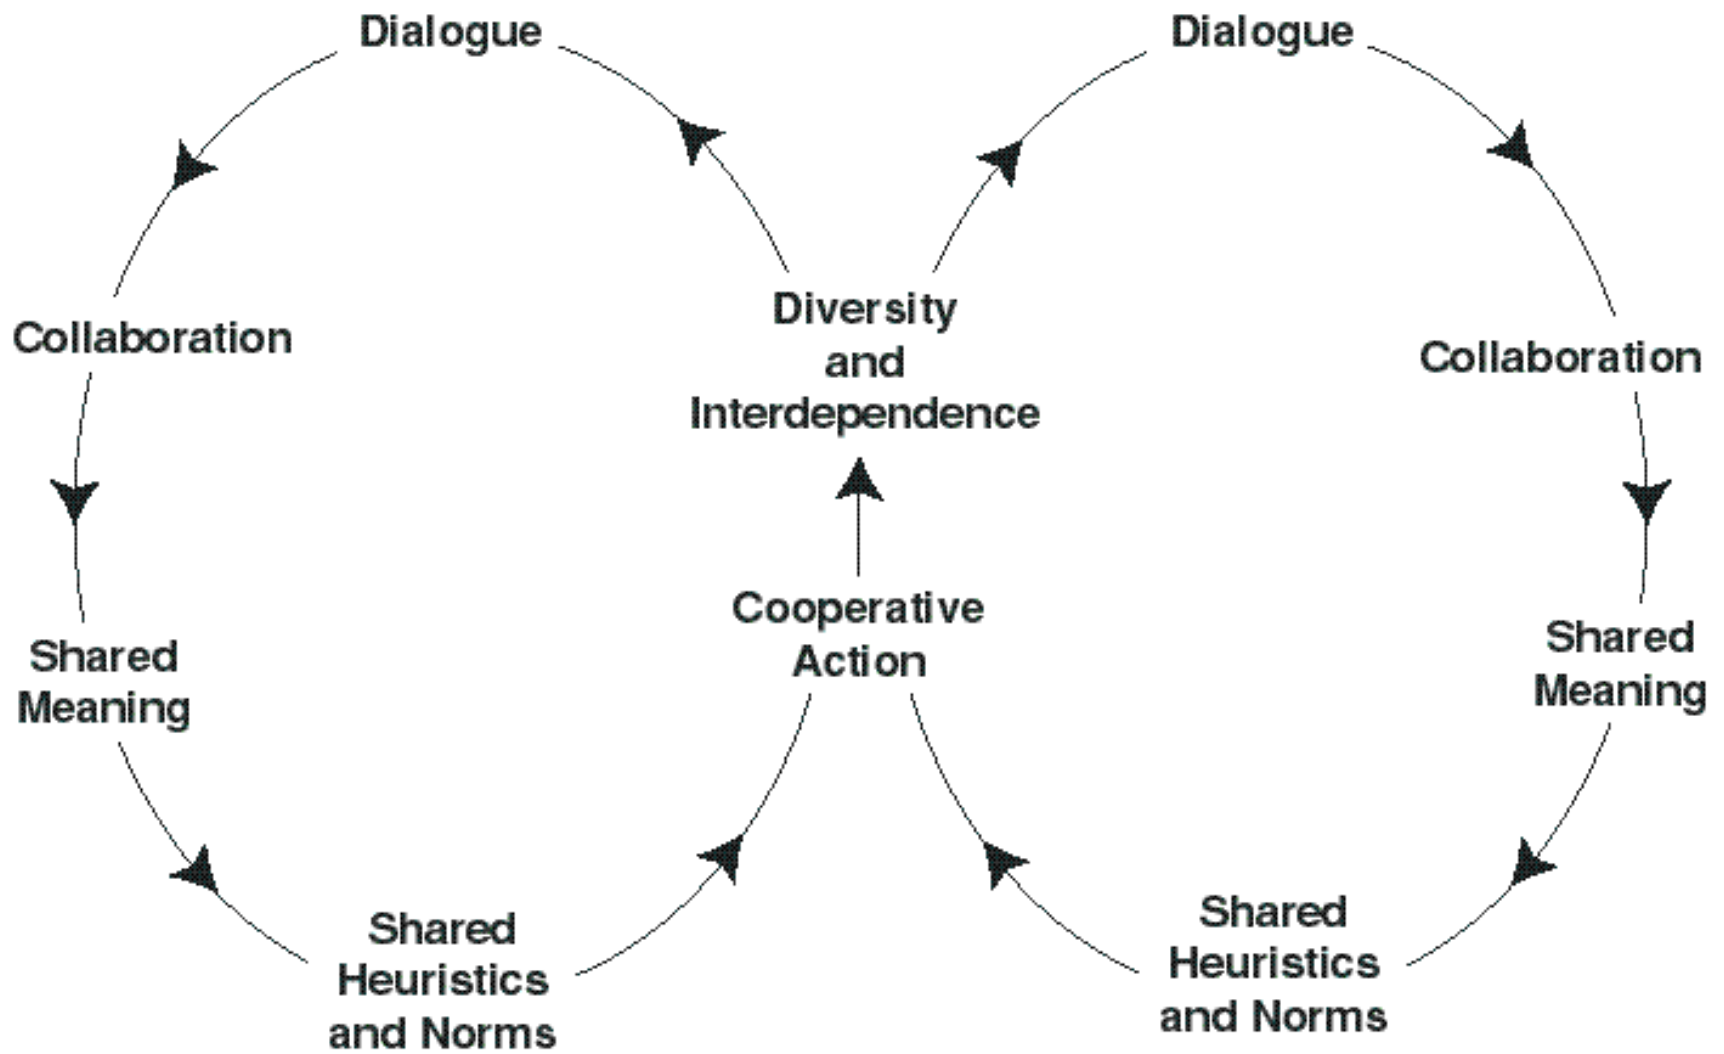 Dialogue
Dialogue
Diversity
and
Interdependence
Collaboration
Collaboration
Cooperative
Action
Shared
Meaning
Shared
Meaning
Shared
Heuristics
and Norms
Shared
Heuristics
and Norms